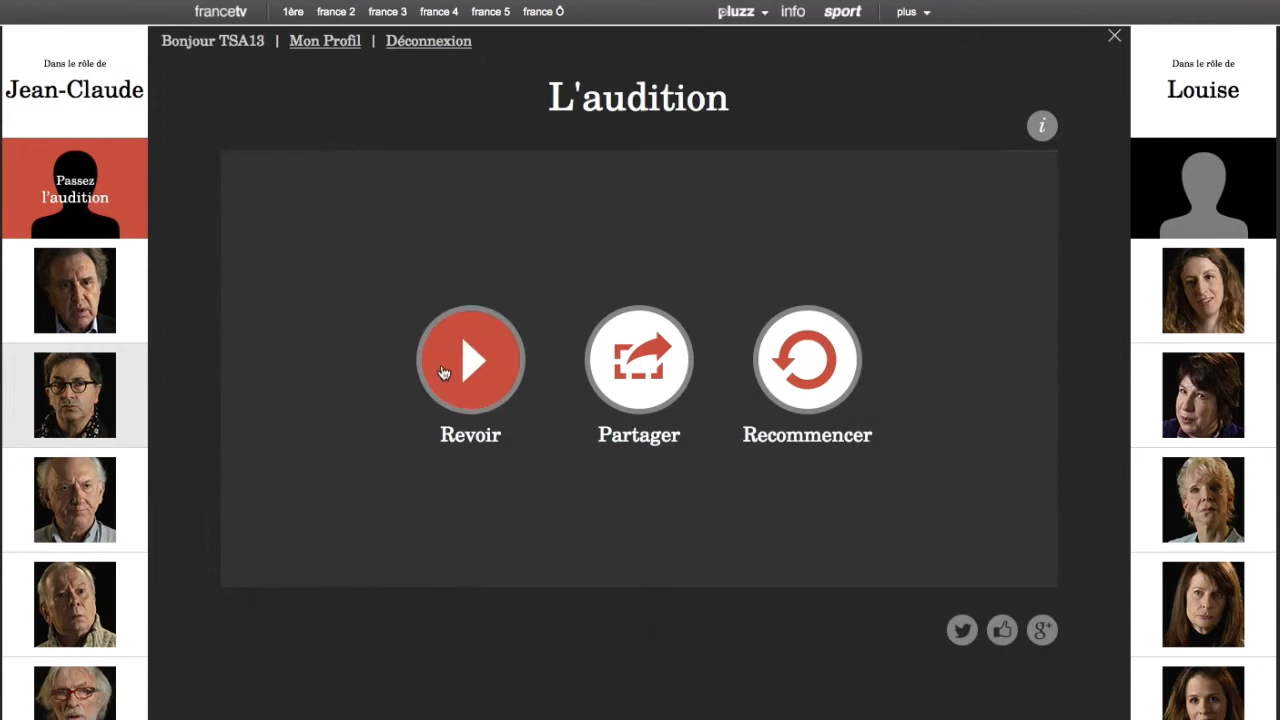 francetv
1ère france 2 france 3 france 4 france 5 france Ô
pluzz info sport plus
Bonjour TSA13 | Mon Profil | Déconnexion
Dans le rôle de
Jean-Claude
Passez
l'audition
L'audition
i
Revoir
Partager
Recommencer
g+
Dans le rôle de
Louise